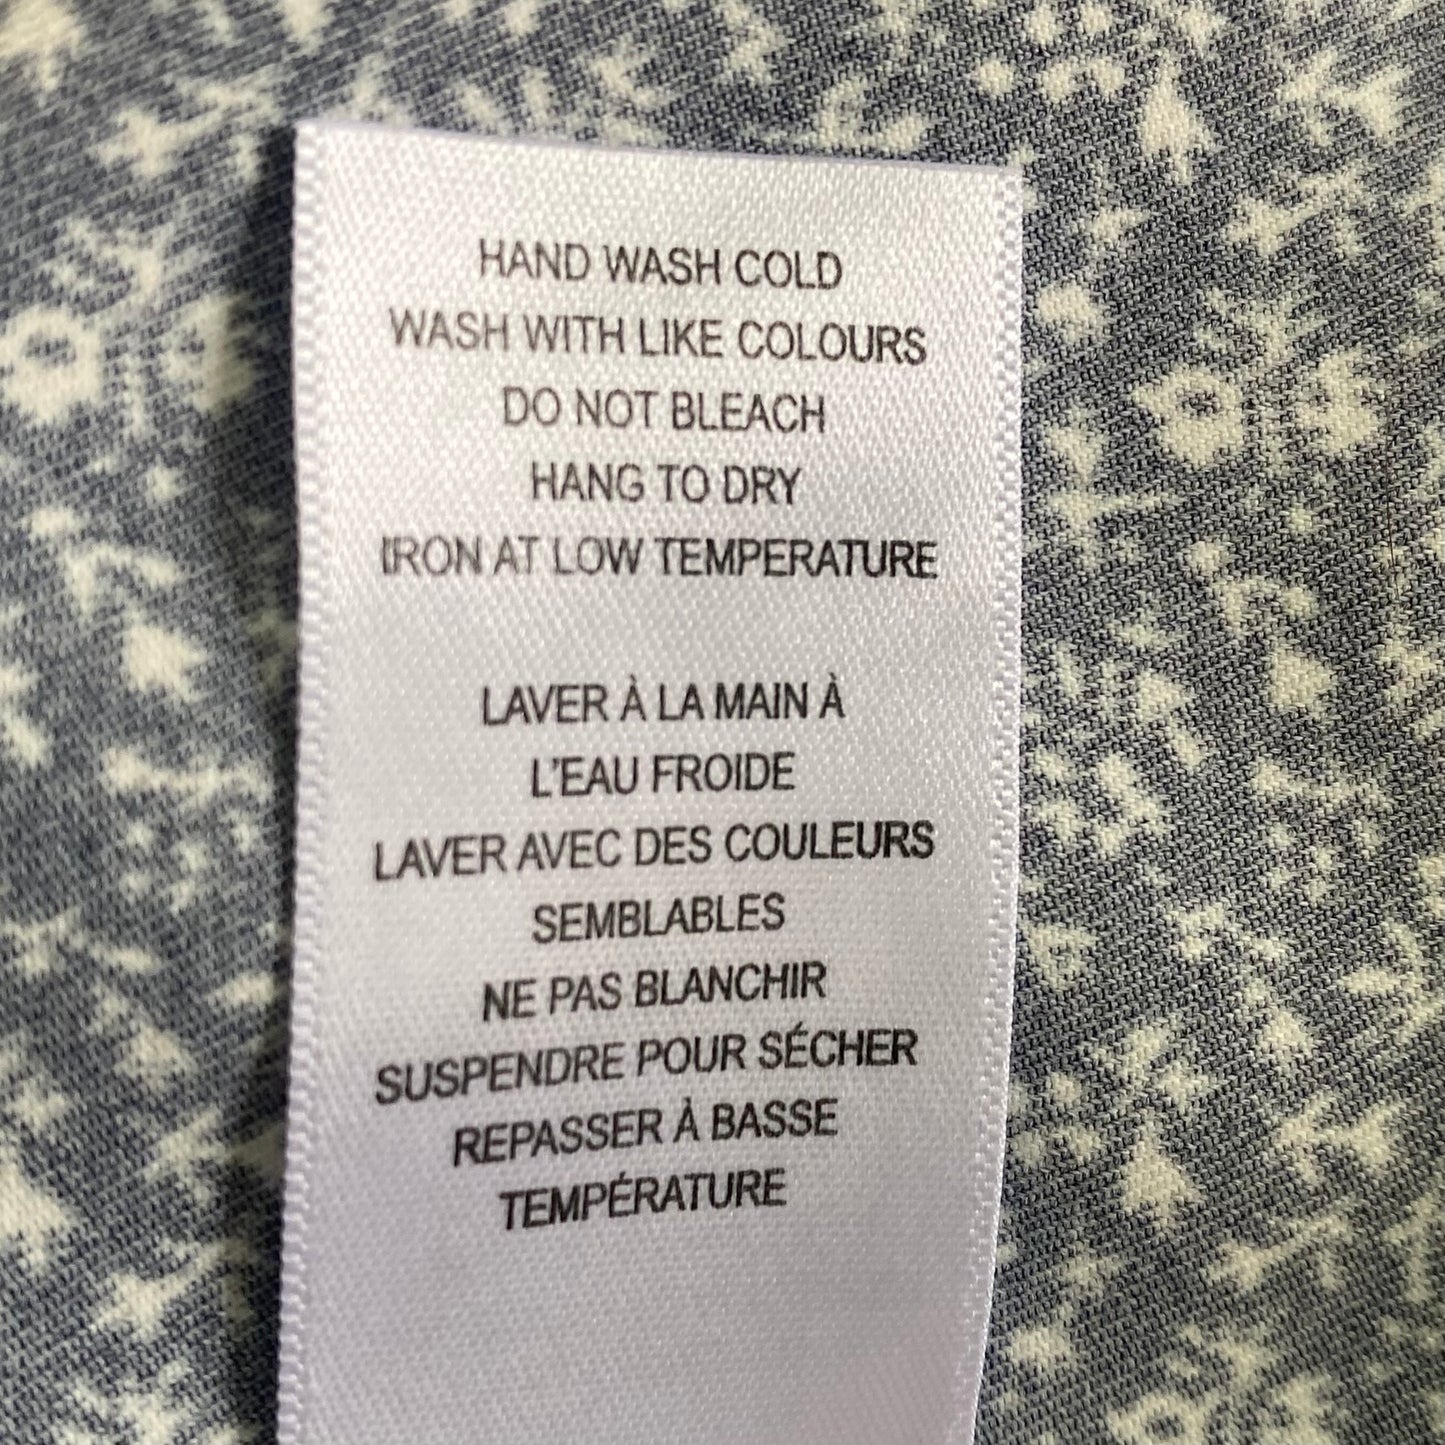 HAND WASH COLD
WASH WITH LIKE COLOURS
DO NOT BLEACH
HANG TO DRY
IRON AT LOW TEMPERATURE
LAVER À LA MAIN À
L'EAU FROIDE
LAVER AVEC DES COULEURS
SEMBLABLES
NE PAS BLANCHIR
SUSPENDRE POUR SÉCHER
REPASSER À BASSE
TEMPÉRATURE